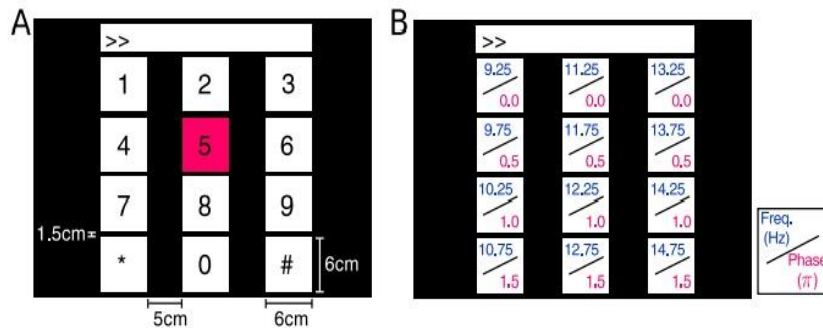 A
>>
1 2 3
4 5 6
7 8 9
* 0 #
1.5cm
6cm
5cm 6cm
B
>>
9.25 11.25 13.25
0.0 0.0 0.0
9.75 11.75 13.75
0.5 0.5 0.5
10.25 12.25 14.25
1.0 1.0 1.0
10.75 12.75 14.75
1.5 1.5 1.5
Freq.
(Hz)
Phase
(π)